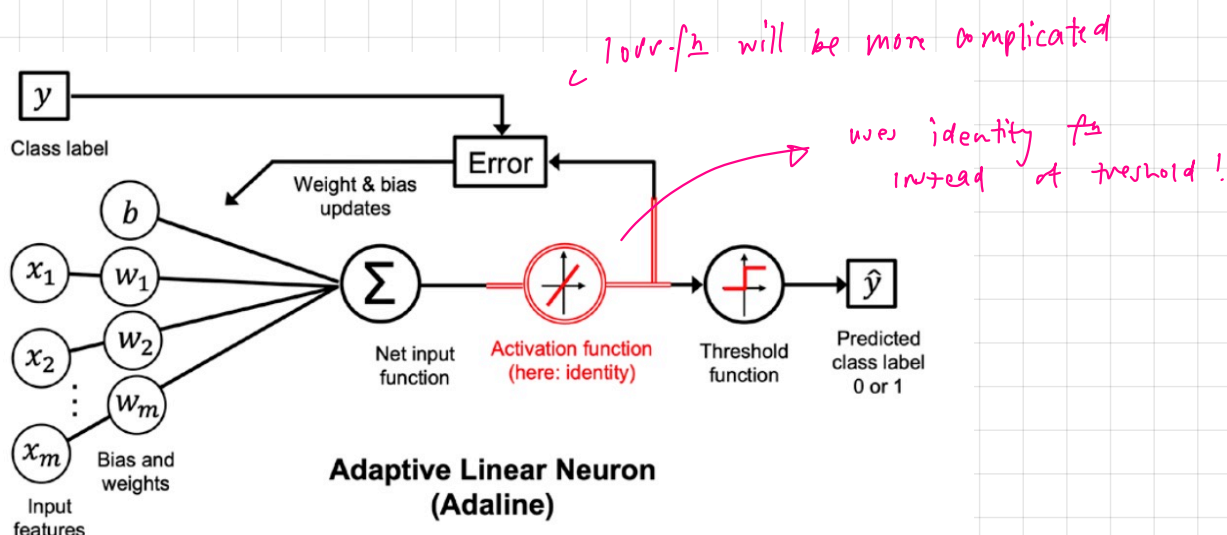 loss fn will be more complicated
y
Class label
Error
uses identity fn
instead of treshold!
Weight & bias
updates
b
x₁ w₁
Σ
ŷ
x₂ w₂
Net input
function
Activation function
(here: identity)
Threshold
function
Predicted
class label
0 or 1
⋮
wₘ
xₘ
Bias and
weights
Adaptive Linear Neuron
(Adaline)
Input
features